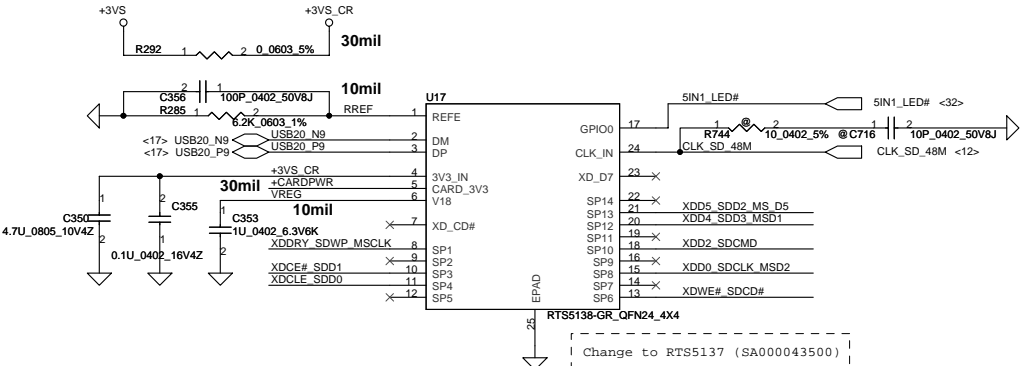 +3VS
+3VS_CR
R292 1 2 0_0603_5%
30mil
2 1
C356 100P_0402_50V8J
10mil
R285 1 2
6.2K_0603_1%
RREF
<17> USB20_N9 USB20_N9
<17> USB20_P9 USB20_P9
+3VS_CR
30mil +CARDPWR
VREG
10mil
1 C350 2
4.7U_0805_10V4Z
2 C355 1
0.1U_0402_16V4Z
1 C353
1U_0402_6.3V6K
2
XDDRY_SDWP_MSCLK
XDCE#_SDD1
XDCLE_SDD0
U17
1 REFE
2 DM
3 DP
4 3V3_IN
5 CARD_3V3
6 V18
7 XD_CD#
8 SP1
9 SP2
10 SP3
11 SP4
12 SP5
EPAD
25
GPIO0 17
CLK_IN 24
XD_D7 23
SP14 22
SP13 21
SP12 20
SP11 19
SP10 18
SP9 16
SP8 15
SP7 14
SP6 13
RTS5138-GR_QFN24_4X4
5IN1_LED#
5IN1_LED# <32>
@
R744 1 2 10_0402_5%
@C716 1 2 10P_0402_50V8J
CLK_SD_48M
CLK_SD_48M <12>
XDD5_SDD2_MS_D5
XDD4_SDD3_MSD1
XDD2_SDCMD
XDD0_SDCLK_MSD2
XDWE#_SDCD#
Change to RTS5137 (SA000043500)